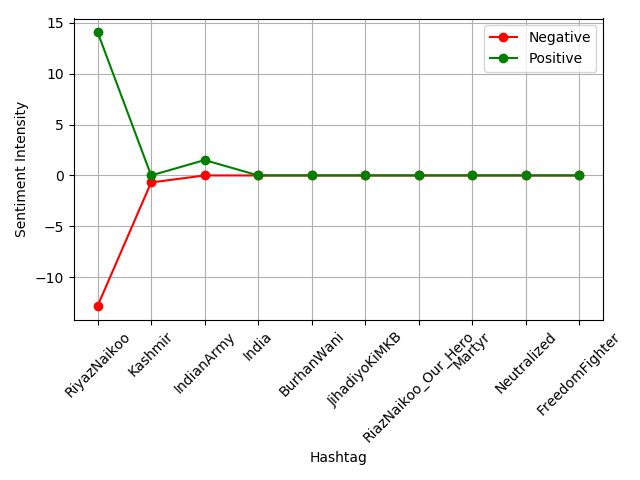 15
10
5
0
−5
−10
Sentiment Intensity
Negative
Positive
RiyazNaikoo
Kashmir
IndianArmy
India
BurhanWani
JihadiyoKiMKB
RiazNaikoo_Our_Hero
Martyr
Neutralized
FreedomFighter
Hashtag